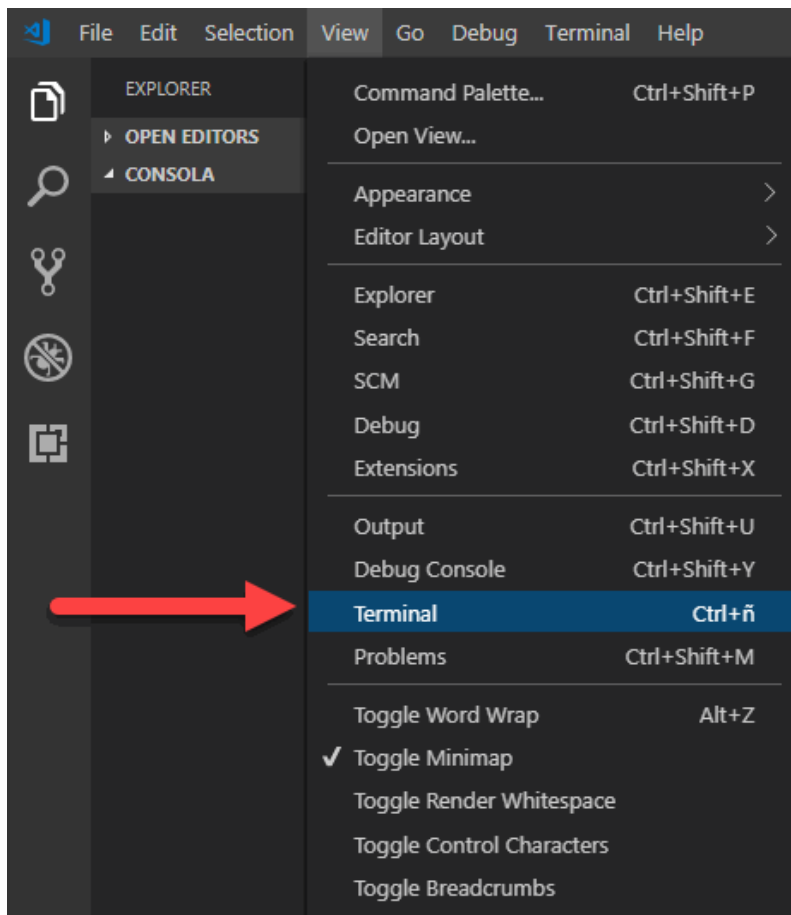 File Edit Selection View Go Debug Terminal Help
EXPLORER
OPEN EDITORS
CONSOLA
Command Palette... Ctrl+Shift+P
Open View...
Appearance
Editor Layout
Explorer Ctrl+Shift+E
Search Ctrl+Shift+F
SCM Ctrl+Shift+G
Debug Ctrl+Shift+D
Extensions Ctrl+Shift+X
Output Ctrl+Shift+U
Debug Console Ctrl+Shift+Y
Terminal Ctrl+ñ
Problems Ctrl+Shift+M
Toggle Word Wrap Alt+Z
Toggle Minimap
Toggle Render Whitespace
Toggle Control Characters
Toggle Breadcrumbs